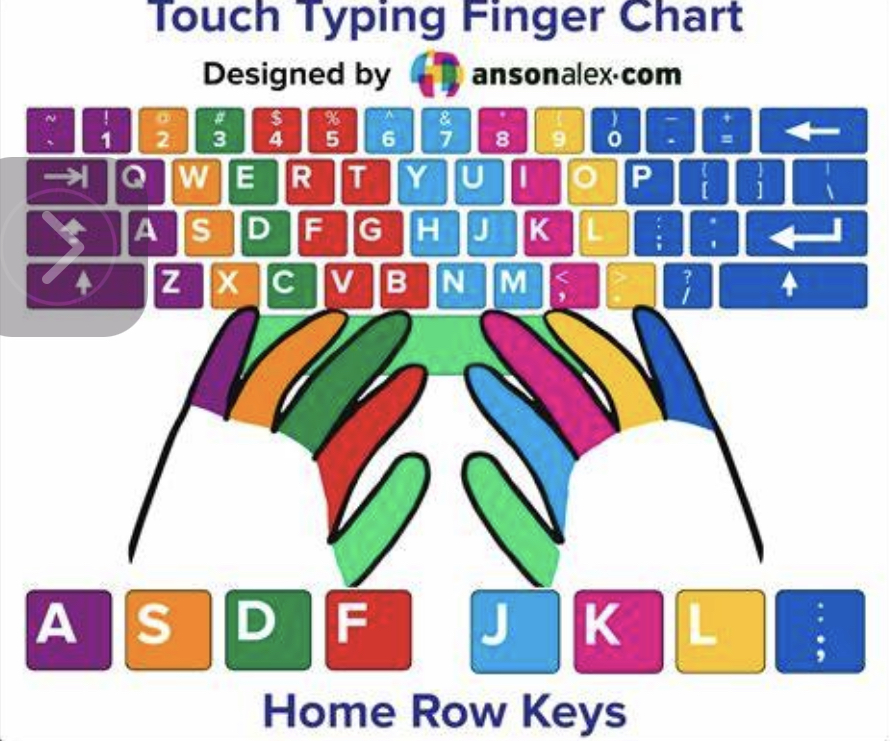 Touch Typing Finger Chart
Designed by ansonalex.com
~ ! @ # $ % ^ & * ( ) — +
` 1 2 3 4 5 6 7 8 9 0 - =
Q W E R T Y U I O P { [ } ] | \
A S D F G H J K L : ; " '
Z X C V B N M < , > . ? /
A S D F J K L : ;
Home Row Keys